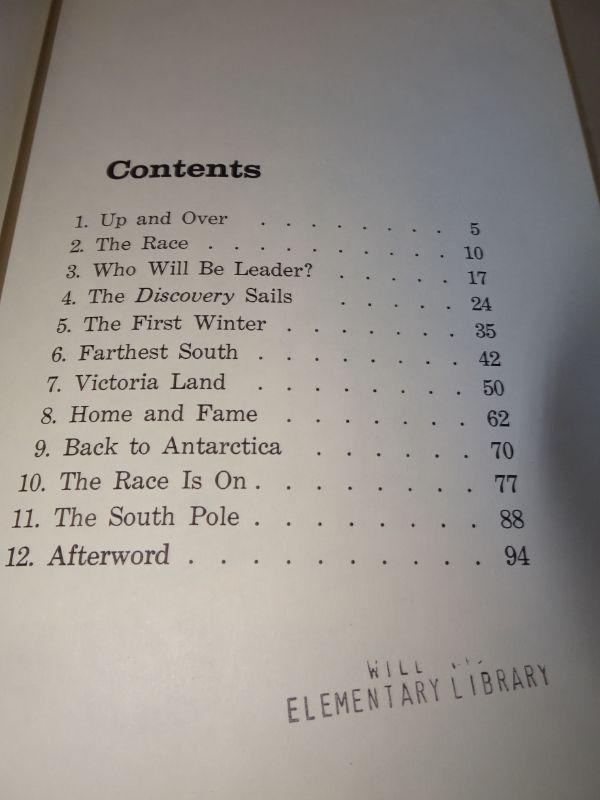 Contents
1. Up and Over . . . . . . . . 5
2. The Race . . . . . . . . . . 10
3. Who Will Be Leader? . . . . . 17
4. The Discovery Sails . . . . . 24
5. The First Winter . . . . . . . 35
6. Farthest South . . . . . . . . 42
7. Victoria Land . . . . . . . . 50
8. Home and Fame . . . . . . . 62
9. Back to Antarctica . . . . . . 70
10. The Race Is On . . . . . . . . 77
11. The South Pole . . . . . . . . 88
12. Afterword . . . . . . . . . . 94
ELEMENTARY LIBRARY